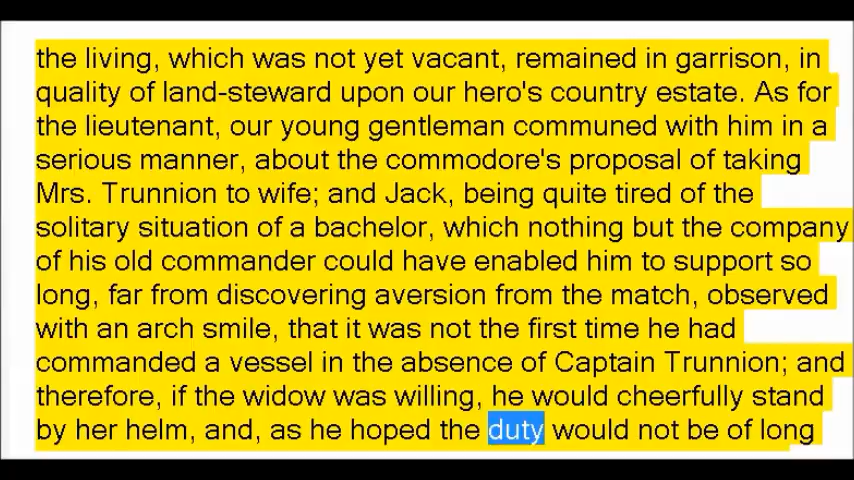 the living, which was not yet vacant, remained in garrison, in
quality of land-steward upon our hero's country estate. As for
the lieutenant, our young gentleman communed with him in a
serious manner, about the commodore's proposal of taking
Mrs. Trunnion to wife; and Jack, being quite tired of the
solitary situation of a bachelor, which nothing but the company
of his old commander could have enabled him to support so
long, far from discovering aversion from the match, observed
with an arch smile, that it was not the first time he had
commanded a vessel in the absence of Captain Trunnion; and
therefore, if the widow was willing, he would cheerfully stand
by her helm, and, as he hoped the duty would not be of long